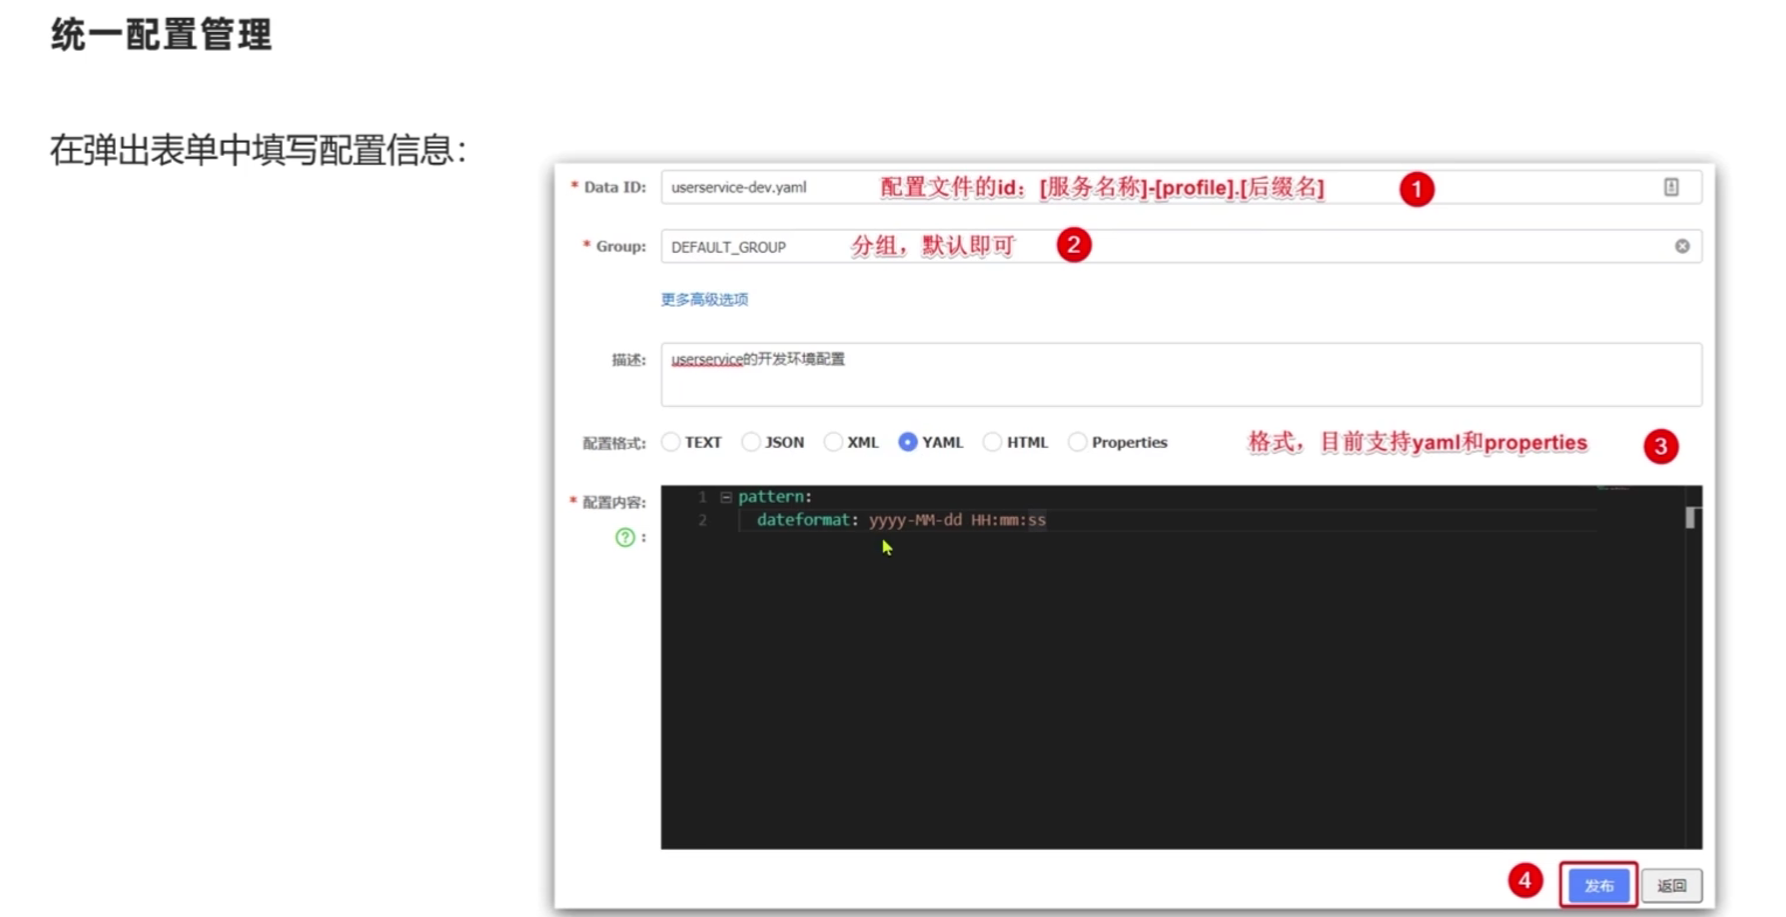 统一配置管理
在弹出表单中填写配置信息：
* Data ID: userservice-dev.yaml 配置文件的id：[服务名称]-[profile].[后缀名] 1
* Group: DEFAULT_GROUP 分组，默认即可 2
更多高级选项
描述: userservice的开发环境配置
配置格式: TEXT JSON XML YAML HTML Properties 格式，目前支持yaml和properties 3
* 配置内容: 1 pattern:
? : 2 dateformat: yyyy-MM-dd HH:mm:ss
4 发布 返回